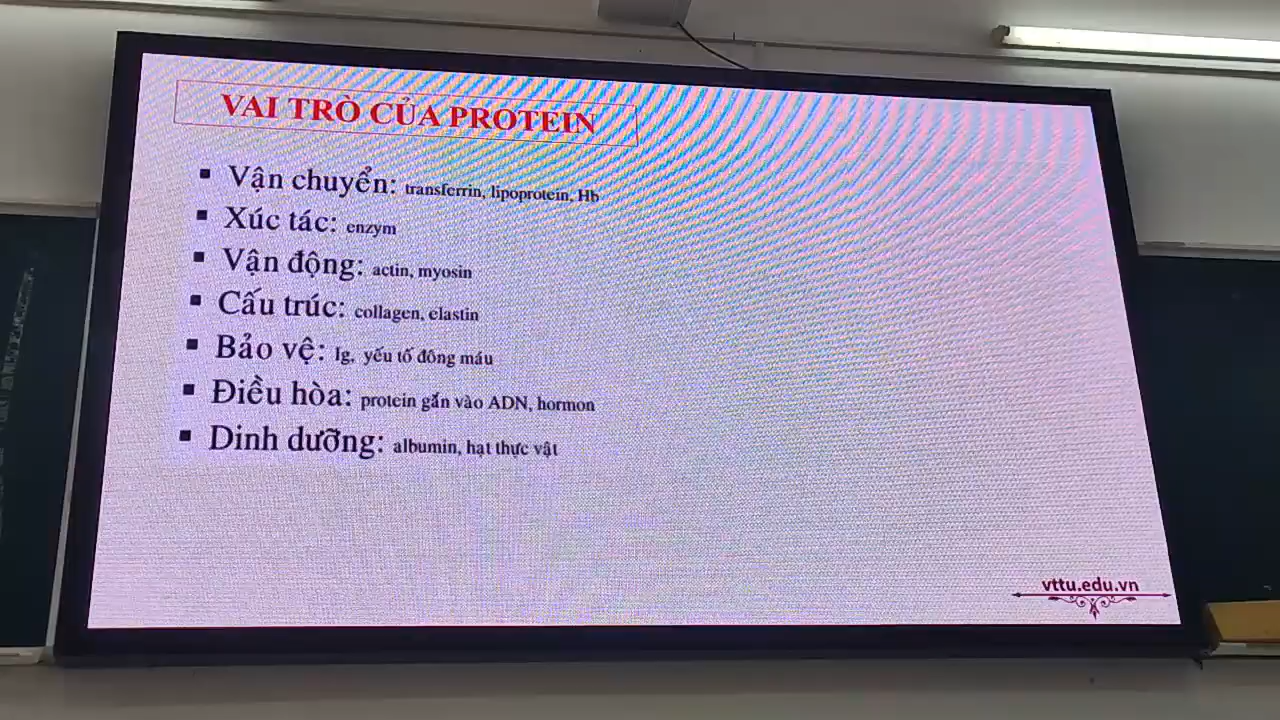 VAI TRÒ CỦA PROTEIN
▪ Vận chuyển: transferrin, lipoprotein, Hb
▪ Xúc tác: enzym
▪ Vận động: actin, myosin
▪ Cấu trúc: collagen, elastin
▪ Bảo vệ: Ig, yếu tố đông máu
▪ Điều hòa: protein gắn vào ADN, hormon
▪ Dinh dưỡng: albumin, hạt thực vật
vttu.edu.vn